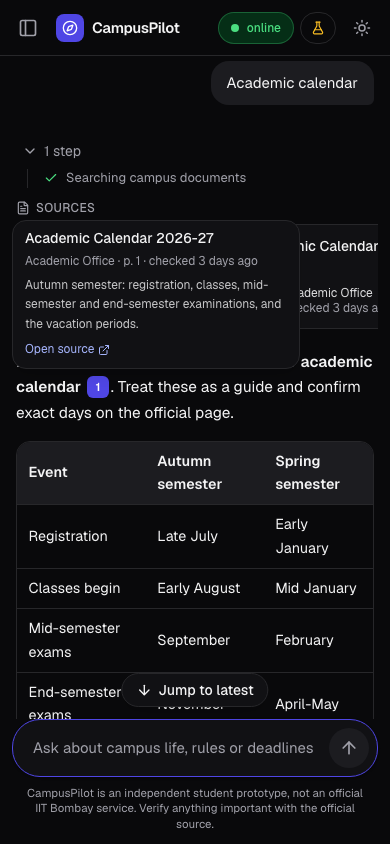 CampusPilot
online
Academic calendar
1 step
Searching campus documents
SOURCES
Academic Calendar 2026-27
Academic Office · p. 1 · checked 3 days ago
Autumn semester: registration, classes, mid-
semester and end-semester examinations, and
the vacation periods.
Open source
Calendar
Office
3 days
academic
calendar 1. Treat these as a guide and confirm
exact days on the official page.
Event Autumn semester Spring semester
Registration Late July Early January
Classes begin Early August Mid January
Mid-semester exams September February
End-semester exams April-May
Jump to latest
Ask about campus life, rules or deadlines
CampusPilot is an independent student prototype, not an official
IIT Bombay service. Verify anything important with the official
source.